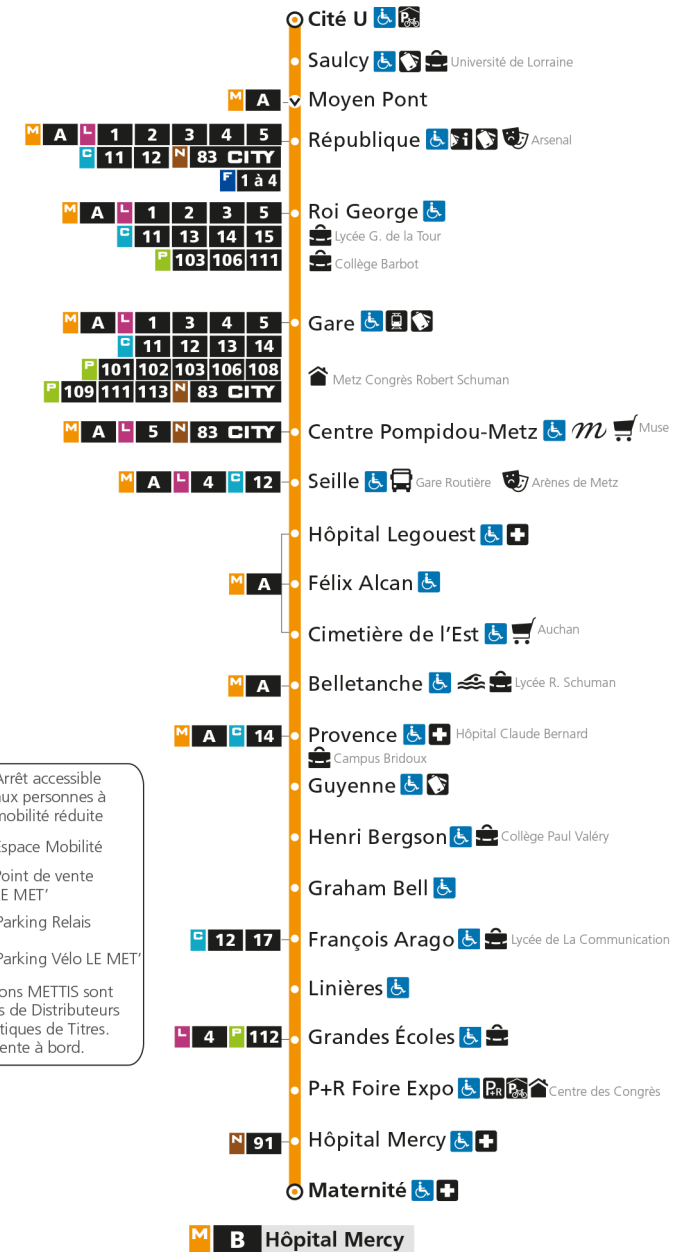 Cité U
P
Saulcy Université de Lorraine
M A Moyen Pont
M A L 1 2 3 4 5 République i Arsenal
C 11 12 N 83 CITY
F 1 à 4
M A L 1 2 3 5 Roi George
C 11 13 14 15 Lycée G. de la Tour
P 103 106 111 Collège Barbot
M A L 1 3 4 5 Gare
C 11 12 13 14
P 101 102 103 106 108
Metz Congrès Robert Schuman
P 109 111 113 N 83 CITY
M A L 5 N 83 CITY Centre Pompidou-Metz m Muse
M A L 4 C 12 Seille Gare Routière Arènes de Metz
Hôpital Legouest
M A Félix Alcan
Cimetière de l'Est Auchan
M A Belletanche Lycée R. Schuman
M A C 14 Provence Hôpital Claude Bernard
Campus Bridoux
Guyenne
Henri Bergson Collège Paul Valéry
Graham Bell
C 12 17 François Arago Lycée de La Communication
Linières
L 4 P 112 Grandes Écoles
P+R Foire Expo P+R P Centre des Congrès
N 91 Hôpital Mercy
Maternité
Arrêt accessible
aux personnes à
mobilité réduite
Espace Mobilité
Point de vente
LE MET'
Parking Relais
Parking Vélo LE MET'
ons METTIS sont
s de Distributeurs
tiques de Titres.
ente à bord.
M B Hôpital Mercy